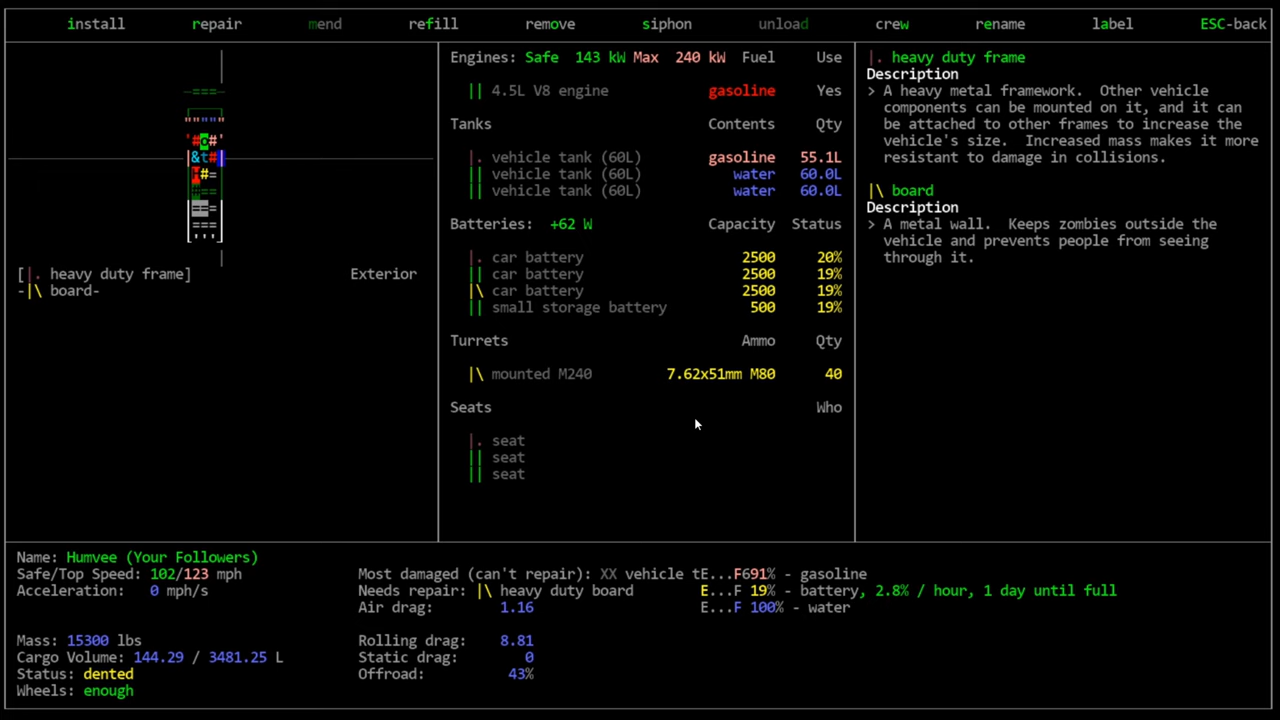 install repair mend refill remove siphon unload crew rename label ESC-back
Engines: Safe 143 kW Max 240 kW Fuel Use
|| 4.5L V8 engine gasoline Yes
Tanks Contents Qty
|. vehicle tank (60L) gasoline 55.1L
|| vehicle tank (60L) water 60.0L
|| vehicle tank (60L) water 60.0L
Batteries: +62 W Capacity Status
|. car battery 2500 20%
|| car battery 2500 19%
|\ car battery 2500 19%
|| small storage battery 500 19%
Turrets Ammo Qty
|\ mounted M240 7.62x51mm M80 40
Seats Who
|. seat
|| seat
|| seat
[|. heavy duty frame] Exterior
-|\ board-
|. heavy duty frame
Description
> A heavy metal framework. Other vehicle
components can be mounted on it, and it can
be attached to other frames to increase the
vehicle's size. Increased mass makes it more
resistant to damage in collisions.
|\ board
Description
> A metal wall. Keeps zombies outside the
vehicle and prevents people from seeing
through it.
Name: Humvee (Your Followers)
Safe/Top Speed: 102/123 mph
Acceleration: 0 mph/s
Mass: 15300 lbs
Cargo Volume: 144.29 / 3481.25 L
Status: dented
Wheels: enough
Most damaged (can't repair): XX vehicle tE...F691% - gasoline
Needs repair: |\ heavy duty board E...F 19% - battery, 2.8% / hour, 1 day until full
Air drag: 1.16 E...F 100% - water
Rolling drag: 8.81
Static drag: 0
Offroad: 43%